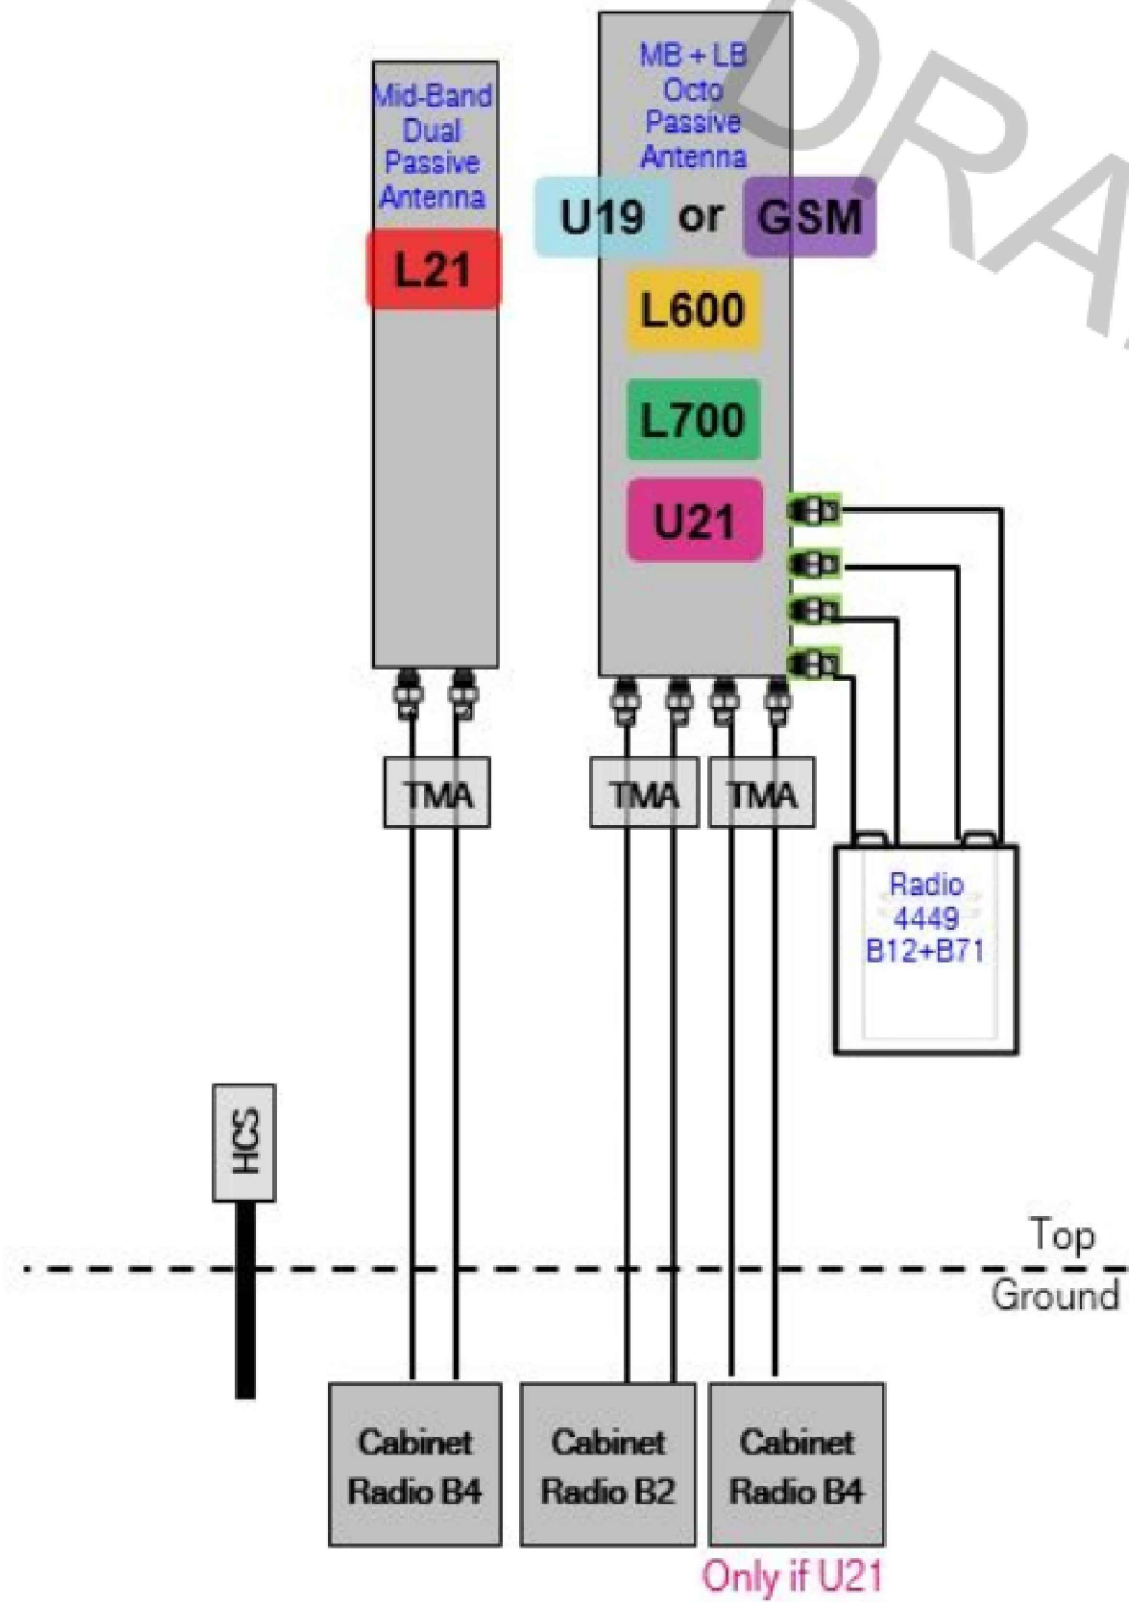 MB + LB
Octo
Passive
Antenna
Mid-Band
Dual
Passive
Antenna
U19 or GSM
L21
L600
L700
U21
TMA
TMA
TMA
Radio
4449
B12+B71
HCS
Top
Ground
Cabinet
Radio B4
Cabinet
Radio B2
Cabinet
Radio B4
Only if U21